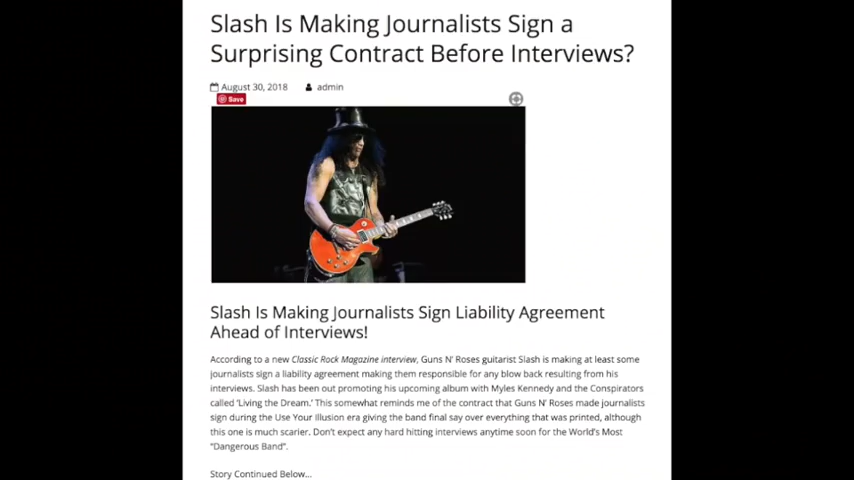 Slash Is Making Journalists Sign a
Surprising Contract Before Interviews?
August 30, 2018 admin
Save
Slash Is Making Journalists Sign Liability Agreement
Ahead of Interviews!
According to a new Classic Rock Magazine interview, Guns N’ Roses guitarist Slash is making at least some
journalists sign a liability agreement making them responsible for any blow back resulting from his
interviews. Slash has been out promoting his upcoming album with Myles Kennedy and the Conspirators
called ‘Living the Dream.’ This somewhat reminds me of the contract that Guns N’ Roses made journalists
sign during the Use Your Illusion era giving the band final say over everything that was printed, although
this one is much scarier. Don’t expect any hard hitting interviews anytime soon for the World’s Most
“Dangerous Band”.
Story Continued Below...